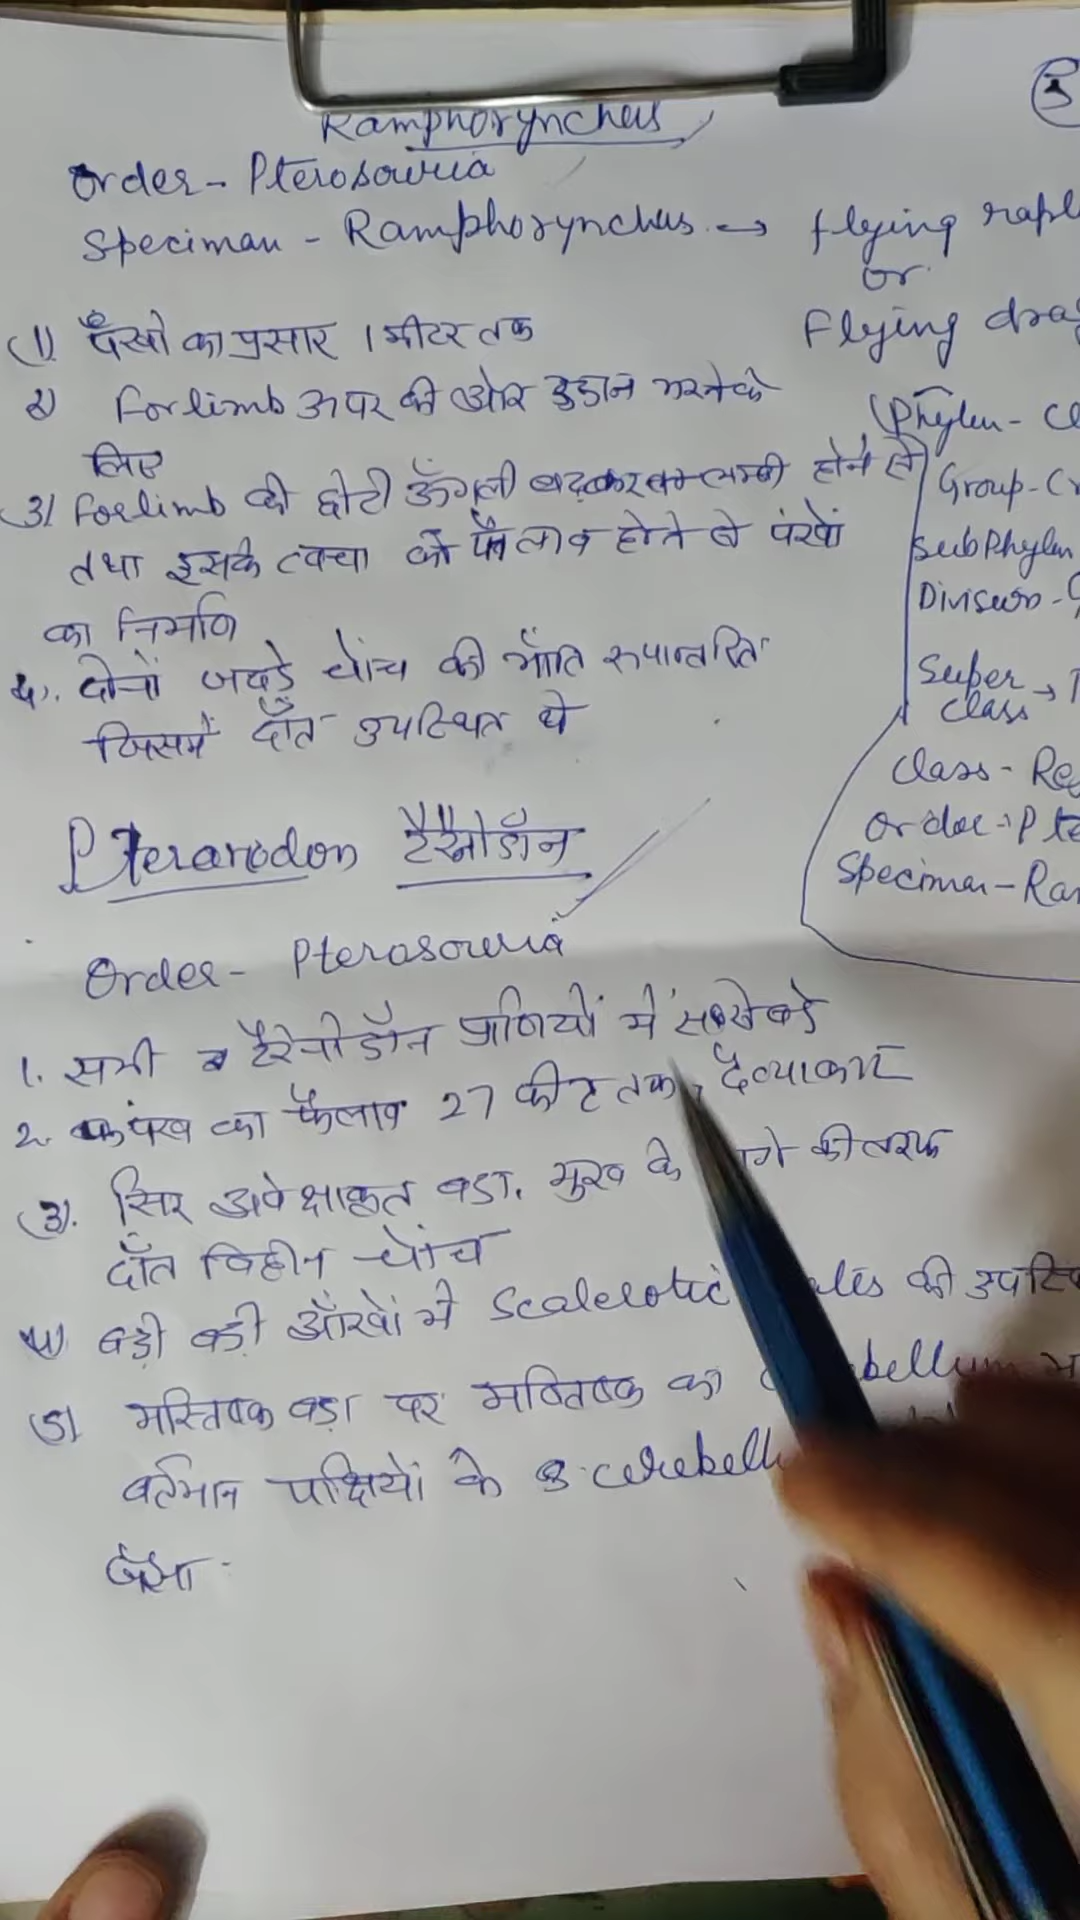 3
Ramphorynchus
Order - Pterosauria
Speciman - Ramphorynchus → flying
or
Flying
(1) पँखों का प्रसार 1 मीटर तक
2) Forlimb ऊपर की ओर उड़ान भरने के
लिए
3) Forlimb की छोटी ऊँगली बढ़कर लम्बी होने से
तथा इसके त्वचा के फैलाव होने से पंखों
का निर्माण
4. दोनों जबड़े चोंच की भाँति रुपान्तरित
जिसमें दाँत उपस्थित थे
Phylum -
Group -
SubPhylum
Division -
Super class →
Class -
Order →
Speciman -
Pteranodon टैरैनोडॉन
Order - Pterosauria
1. सभी टैरेनोडॉन प्राणियों में सबसे बड़े
2. पंख का फैलाव 27 फीट तक, दैत्याकार
(3). सिर अपेक्षाकृत बड़ा, मुख के की तरफ
दाँत विहीन चोंच
4) बड़ी बड़ी आँखों में Scalerotic की
5) मस्तिष्क बड़ा पर मस्तिष्क का
वर्तमान पक्षियों के
जैसा